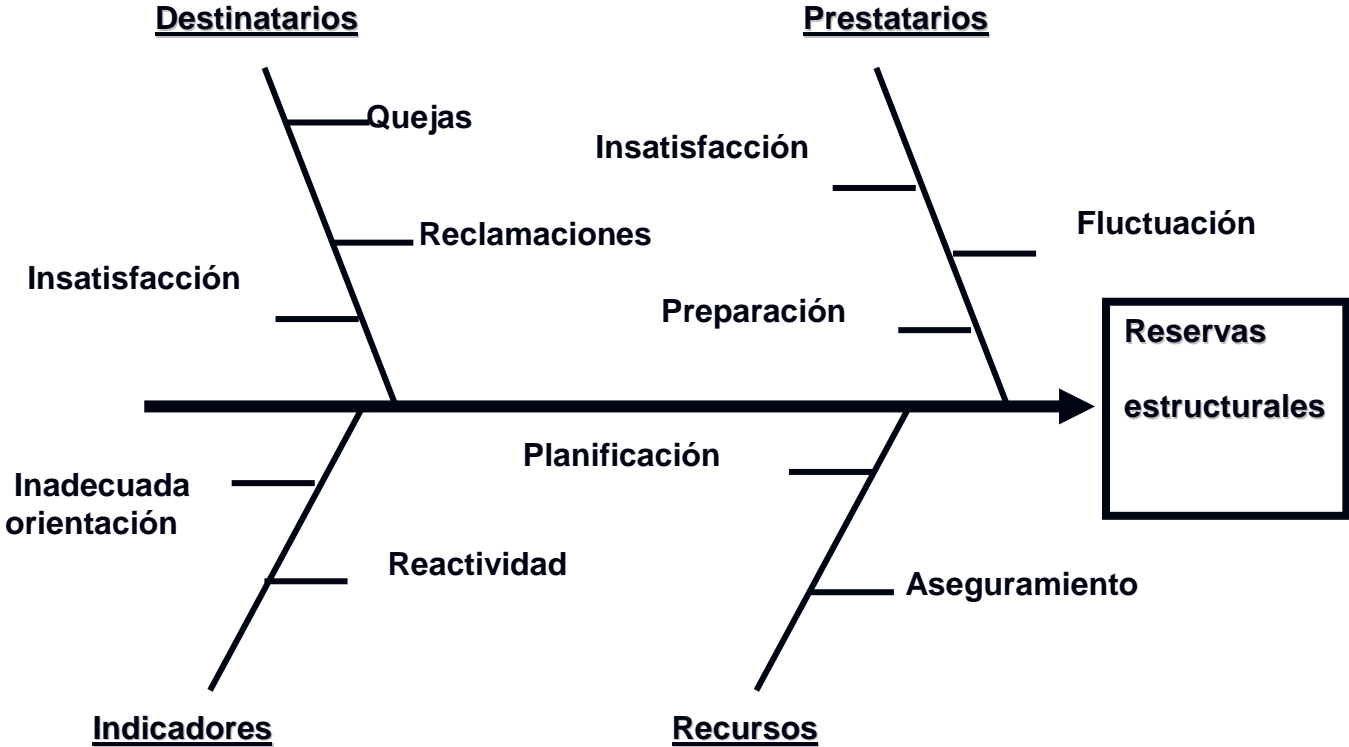 Destinatarios
Prestatarios
Quejas
Insatisfacción
Fluctuación
Reclamaciones
Insatisfacción
Preparación
Reservas
estructurales
Planificación
Inadecuada
orientación
Reactividad
Aseguramiento
Indicadores
Recursos